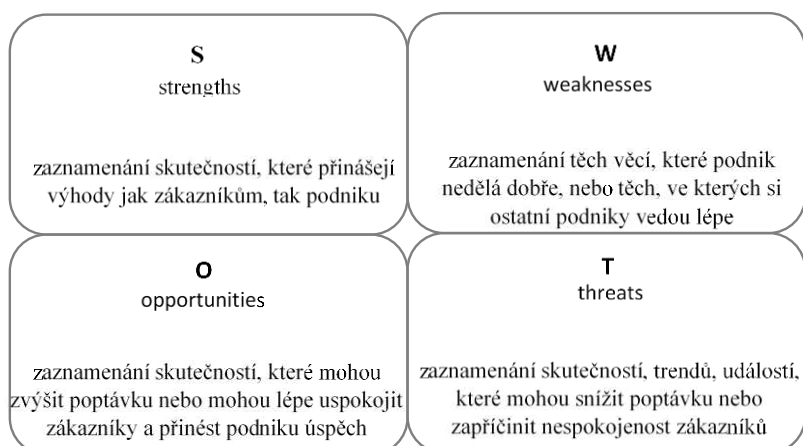 S
strengths
zaznamenání skutečností, které přinášejí
výhody jak zákazníkům, tak podniku
W
weaknesses
zaznamenání těch věcí, které podnik
nedělá dobře, nebo těch, ve kterých si
ostatní podniky vedou lépe
O
opportunities
zaznamenání skutečností, které mohou
zvýšit poptávku nebo mohou lépe uspokojit
zákazníky a přinést podniku úspěch
T
threats
zaznamenání skutečností, trendů, událostí,
které mohou snížit poptávku nebo
zapříčinit nespokojenost zákazníků